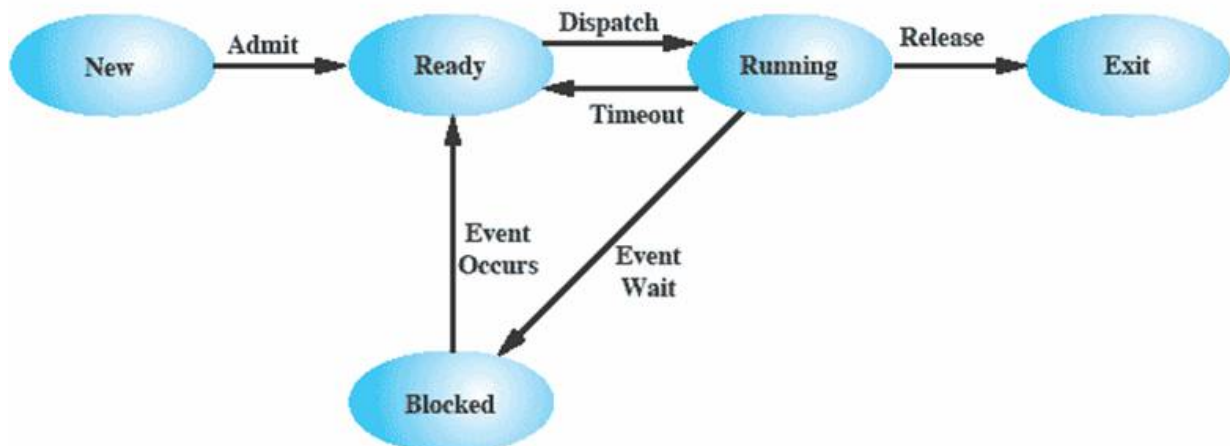 Dispatch
Admit
Release
New
Ready
Running
Exit
Timeout
Event
Occurs
Event
Wait
Blocked